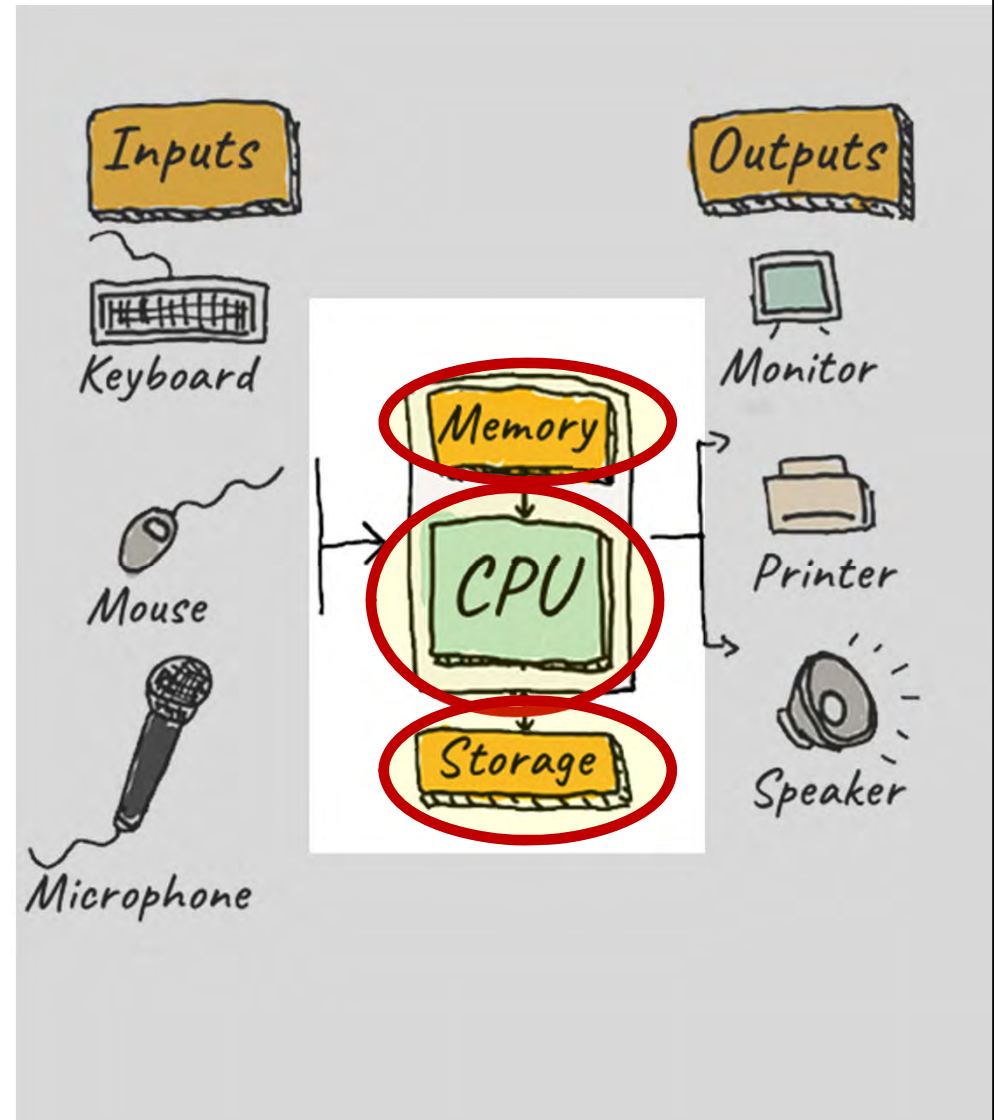 Inputs
Outputs
Keyboard
Monitor
Memory
CPU
Printer
Mouse
Storage
Speaker
Microphone